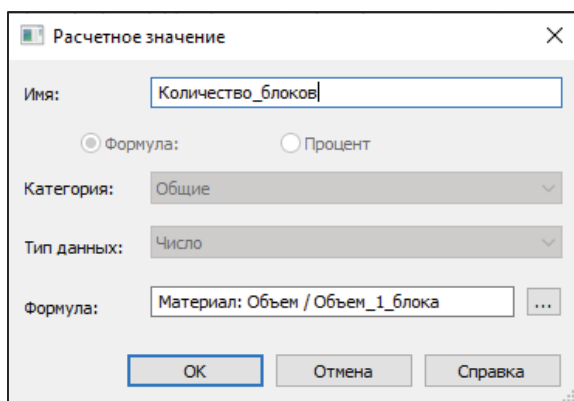 Расчетное значение
Имя: Количество_блоков
Формула: Процент
Категория: Общие
Тип данных: Число
Формула: Материал: Объем / Объем_1_блока ...
OK Отмена Справка